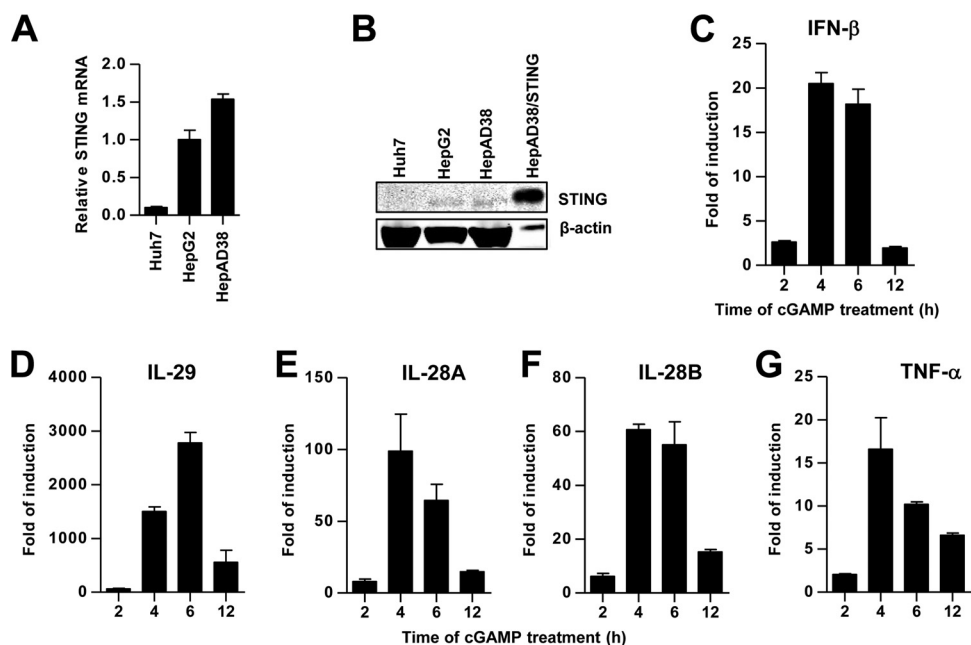 A
Relative STING mRNA
2.0
1.5
1.0
0.5
0.0
Huh7
HepG2
HepAD38
B
Huh7
HepG2
HepAD38
HepAD38/STING
STING
β-actin
C
IFN-β
Fold of induction
25
20
15
10
5
0
2 4 6 12
Time of cGAMP treatment (h)
D
IL-29
Fold of induction
4000
3000
2000
1000
0
2 4 6 12
E
IL-28A
Fold of induction
150
100
50
0
2 4 6 12
F
IL-28B
Fold of induction
80
60
40
20
0
2 4 6 12
G
TNF-α
Fold of induction
25
20
15
10
5
0
2 4 6 12
Time of cGAMP treatment (h)